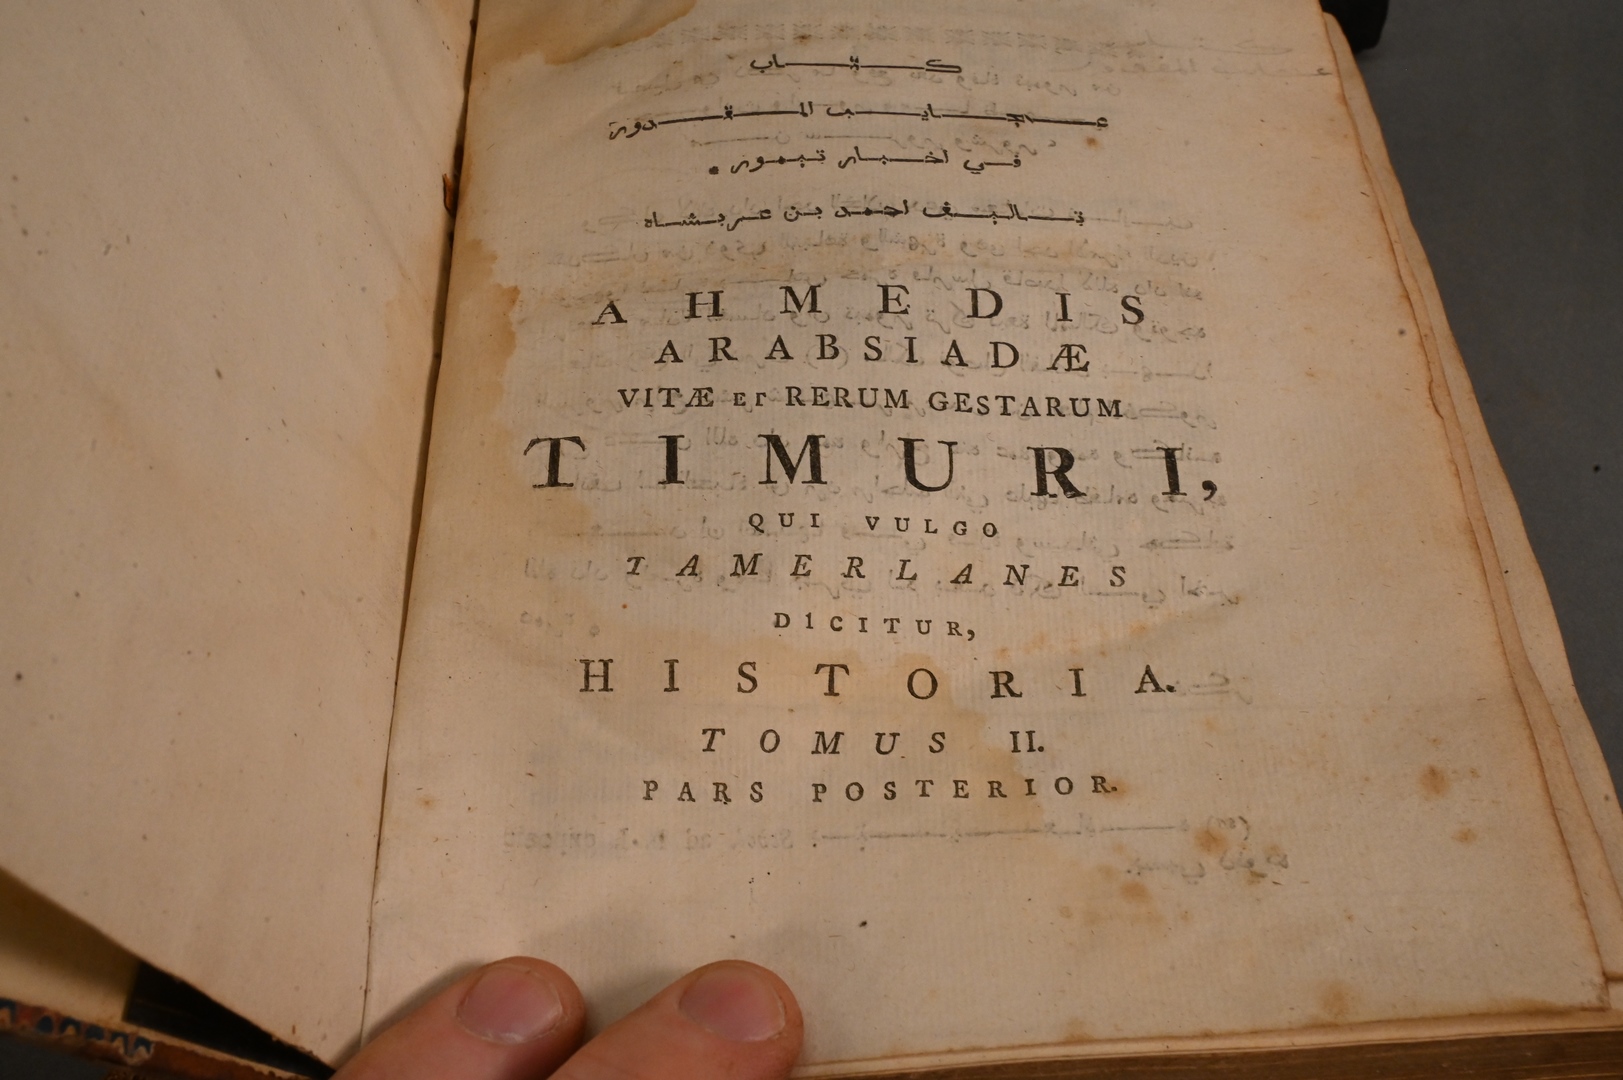 كتاب
عجايب المقدور
في اخبار تيمور .
تاليف احمد بن عربشاه
AHMEDIS
ARABSIADÆ
VITÆ ET RERUM GESTARUM
TIMURI,
QUI VULGO
TAMERLANES
DICITUR,
HISTORIA.
TOMUS II.
PARS POSTERIOR.